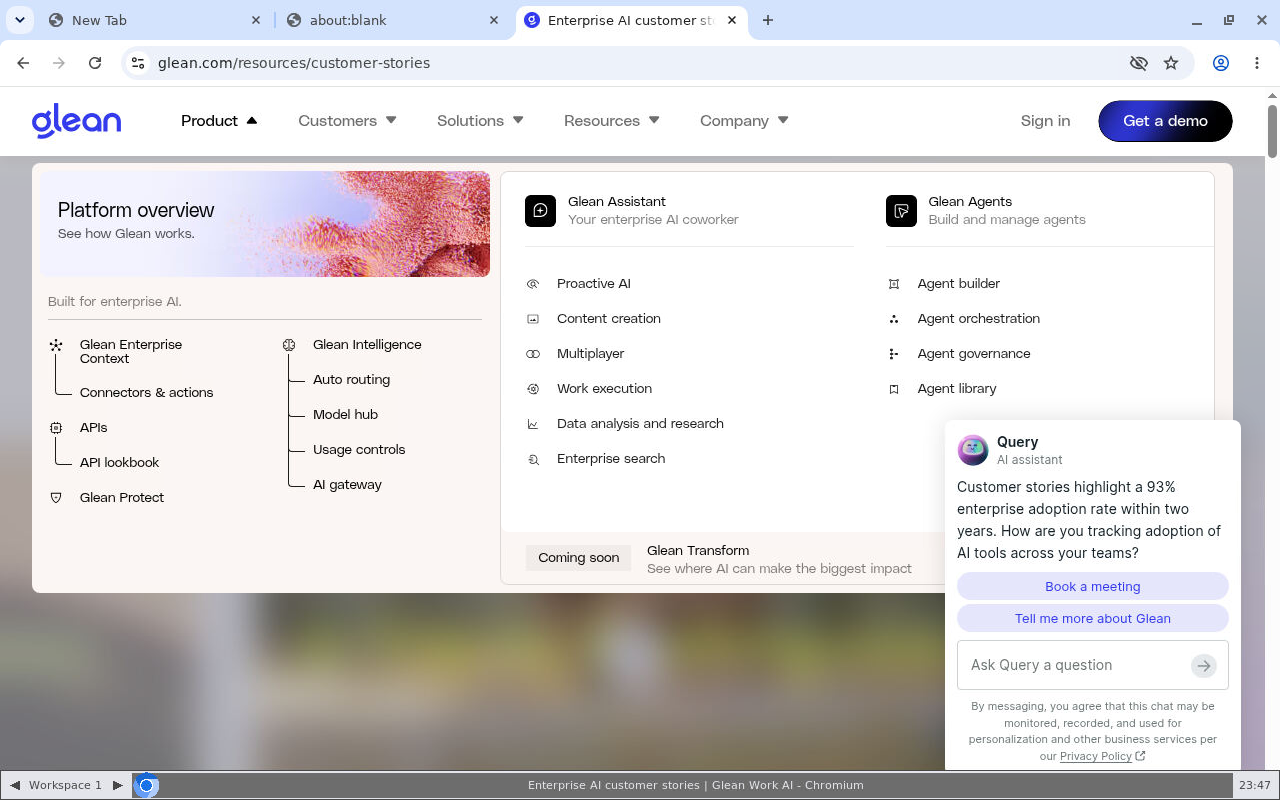 New Tab
about:blank
Enterprise AI customer st
glean.com/resources/customer-stories
glean
Product
Customers
Solutions
Resources
Company
Sign in
Get a demo
Platform overview
See how Glean works.
Built for enterprise AI.
Glean Enterprise
Context
Connectors & actions
APIs
API lookbook
Glean Protect
Glean Intelligence
Auto routing
Model hub
Usage controls
AI gateway
Glean Assistant
Your enterprise AI coworker
Proactive AI
Content creation
Multiplayer
Work execution
Data analysis and research
Enterprise search
Glean Agents
Build and manage agents
Agent builder
Agent orchestration
Agent governance
Agent library
Coming soon
Glean Transform
See where AI can make the biggest impact
Query
AI assistant
Customer stories highlight a 93%
enterprise adoption rate within two
years. How are you tracking adoption of
AI tools across your teams?
Book a meeting
Tell me more about Glean
Ask Query a question
By messaging, you agree that this chat may be
monitored, recorded, and used for
personalization and other business services per
our Privacy Policy
Workspace 1
Enterprise AI customer stories | Glean Work AI - Chromium
23:47